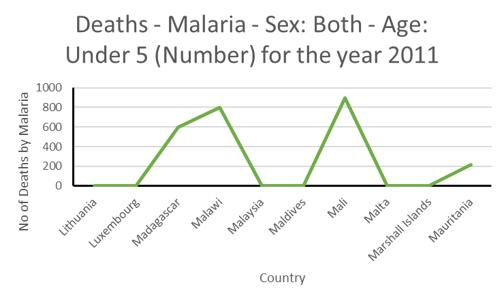 Deaths - Malaria - Sex: Both - Age:
Under 5 (Number) for the year 2011
No of Deaths by Malaria
1000
800
600
400
200
0
Lithuania
Luxembourg
Madagascar
Malawi
Malaysia
Maldives
Mali
Malta
Marshall Islands
Mauritania
Country